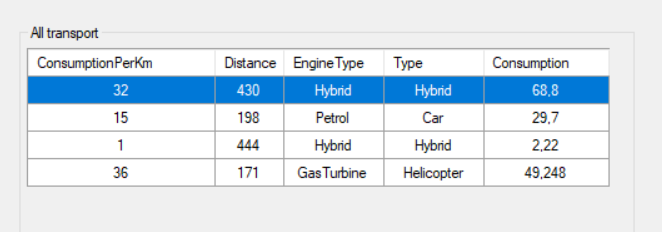 All transport
ConsumptionPerKm Distance EngineType Type Consumption
32 430 Hybrid Hybrid 68,8
15 198 Petrol Car 29,7
1 444 Hybrid Hybrid 2,22
36 171 GasTurbine Helicopter 49,248